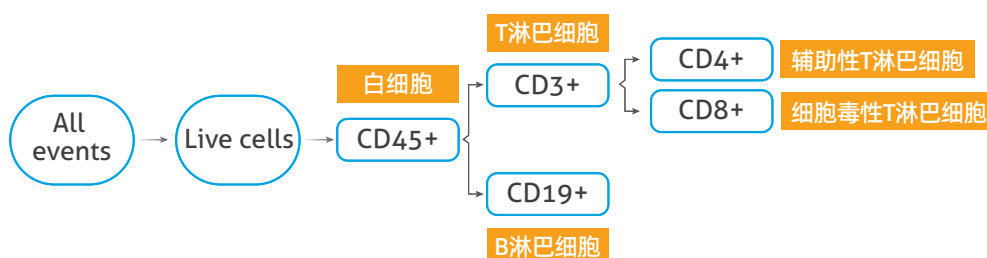 All
events
Live cells
白细胞
CD45+
T淋巴细胞
CD3+
CD19+
B淋巴细胞
CD4+
辅助性T淋巴细胞
CD8+
细胞毒性T淋巴细胞